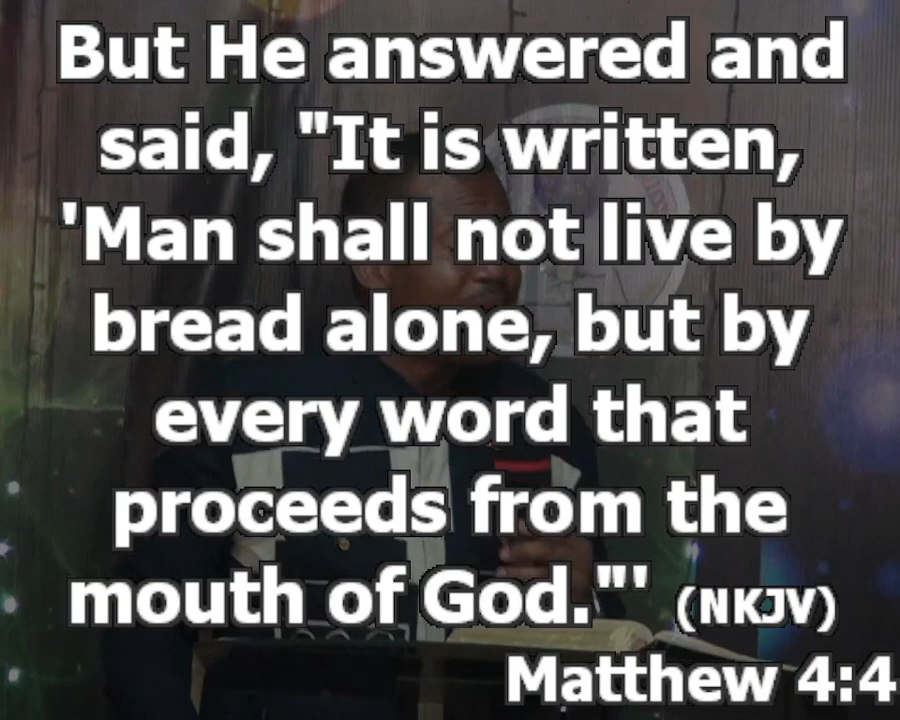 But He answered and
said, "It is written,
'Man shall not live by
bread alone, but by
every word that
proceeds from the
mouth of God."' (NKJV)
Matthew 4:4